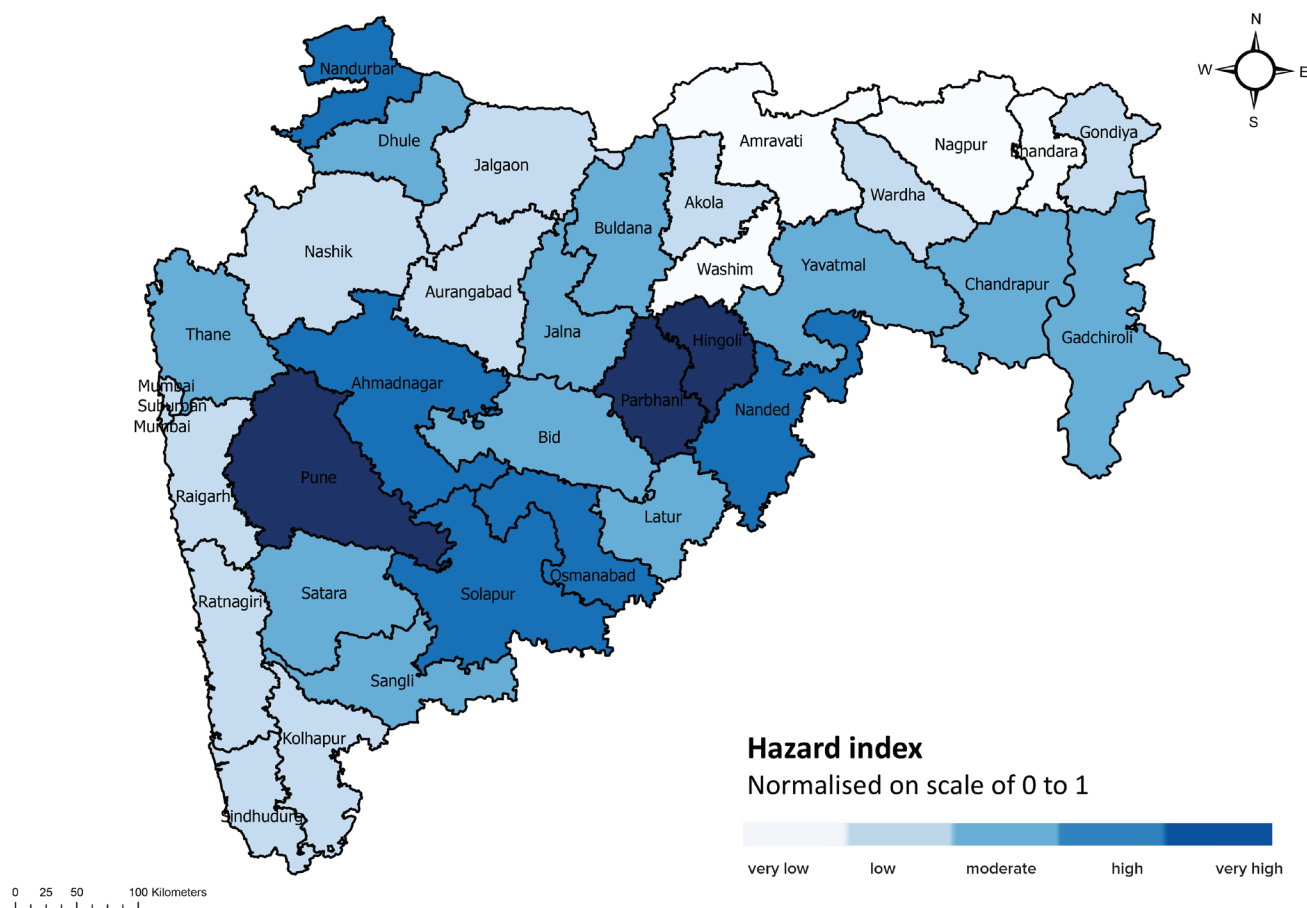 N
W
E
S
Nandurbar
Dhule
Jalgaon
Amravati
Nagpur
Bhandara
Gondiya
Akola
Wardha
Buldana
Nashik
Washim
Yavatmal
Aurangabad
Chandrapur
Thane
Jalna
Hingoli
Gadchiroli
Ahmadnagar
Mumbai
Suburban
Mumbai
Parbhani
Nanded
Bid
Pune
Raigarh
Latur
Osmanabad
Satara
Solapur
Ratnagiri
Sangli
Kolhapur
Sindhudurg
Hazard index
Normalised on scale of 0 to 1
very low low moderate high very high
0 25 50 100 Kilometers